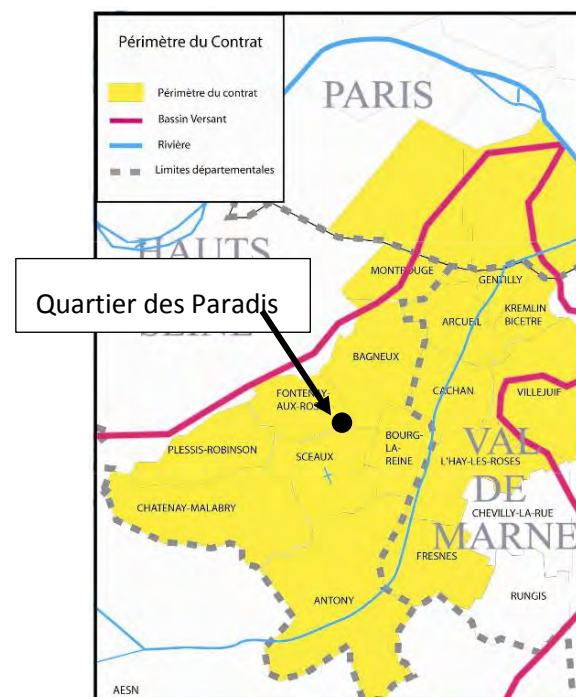 Périmètre du Contrat
Périmètre du contrat
Bassin Versant
Rivière
Limites départementales
PARIS
HAUTS
SEINE
Quartier des Paradis
MONTROUGE
GENTILLY
KREMLIN
BICETRE
ARCUEIL
BAGNEUX
FONTENAY
AUX-ROSES
CACHAN
VILLEJUIF
BOURG-
LA-
REINE
PLESSIS-ROBINSON
SCEAUX
VAL
DE
MARNE
L'HAY-LES-ROSES
CHATENAY-MALABRY
CHEVILLY-LA-RUE
FRESNES
RUNGIS
ANTONY
AESN